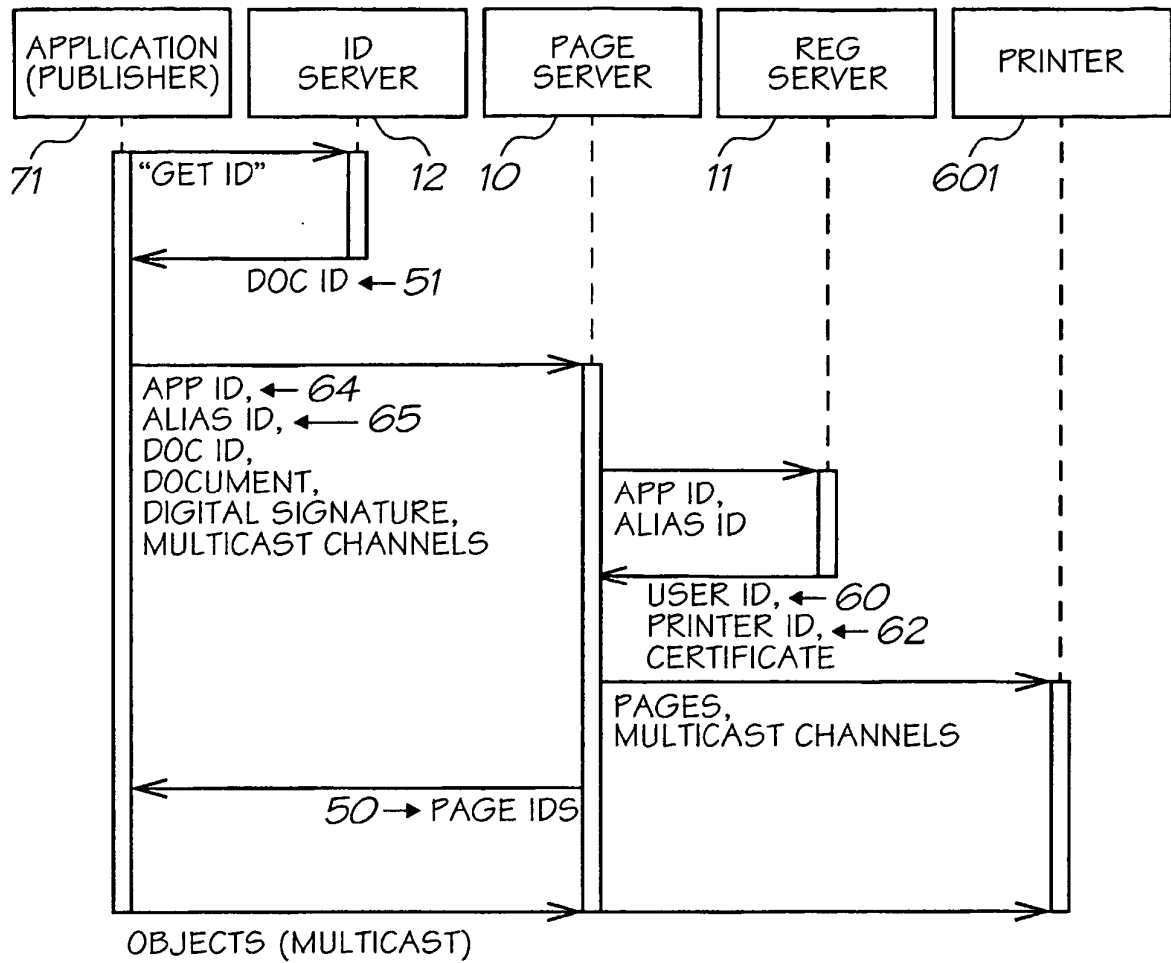 APPLICATION
(PUBLISHER)
ID
SERVER
PAGE
SERVER
REG
SERVER
PRINTER
71
12
10
11
601
"GET ID"
DOC ID ← 51
APP ID, ← 64
ALIAS ID, ← 65
DOC ID,
DOCUMENT,
DIGITAL SIGNATURE,
MULTICAST CHANNELS
APP ID,
ALIAS ID
USER ID, ← 60
PRINTER ID, ← 62
CERTIFICATE
PAGES,
MULTICAST CHANNELS
50 → PAGE IDS
OBJECTS (MULTICAST)